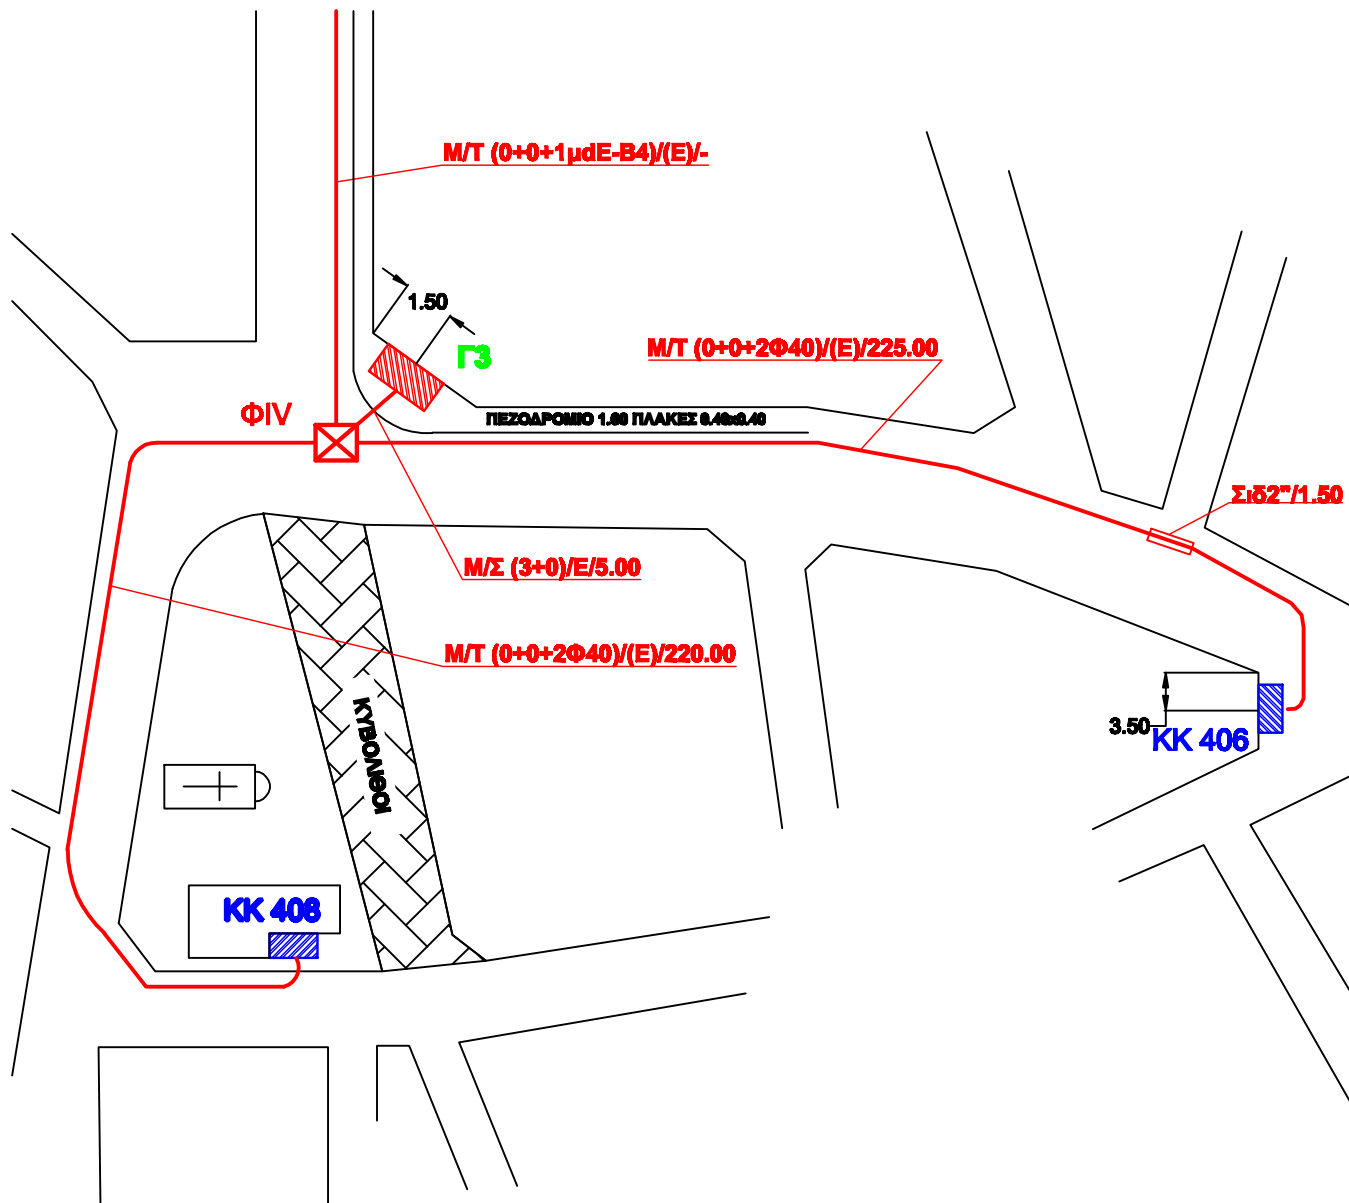 Μ/Τ (0+0+1μdE-B4)/(Ε)/-
1.50
Γ3
Μ/Τ (0+0+2Φ40)/(Ε)/225.00
ΦIV
ΠΕΖΟΔΡΟΜΙΟ 1.60 ΠΛΑΚΕΣ 0.40x0.40
Σιδ2"/1.50
Μ/Σ (3+0)/Ε/5.00
Μ/Τ (0+0+2Φ40)/(Ε)/220.00
ΚΥΒΟΛΙΘΟΙ
3.50
ΚΚ 406
ΚΚ 408